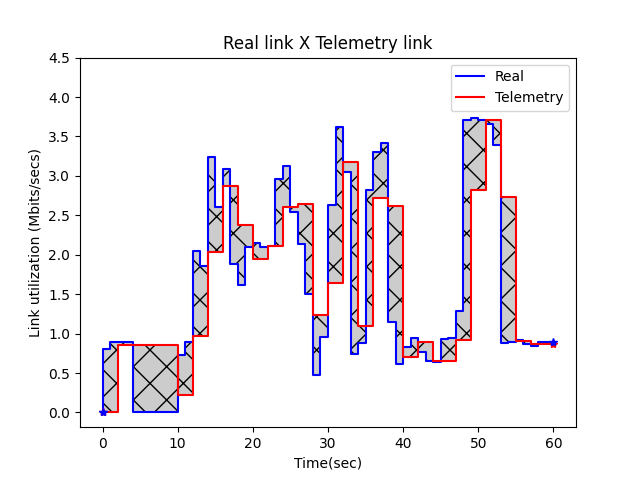 Real link X Telemetry link
Real
Telemetry
Link utilization (Mbits/secs)
4.5
4.0
3.5
3.0
2.5
2.0
1.5
1.0
0.5
0.0
0 10 20 30 40 50 60
Time(sec)